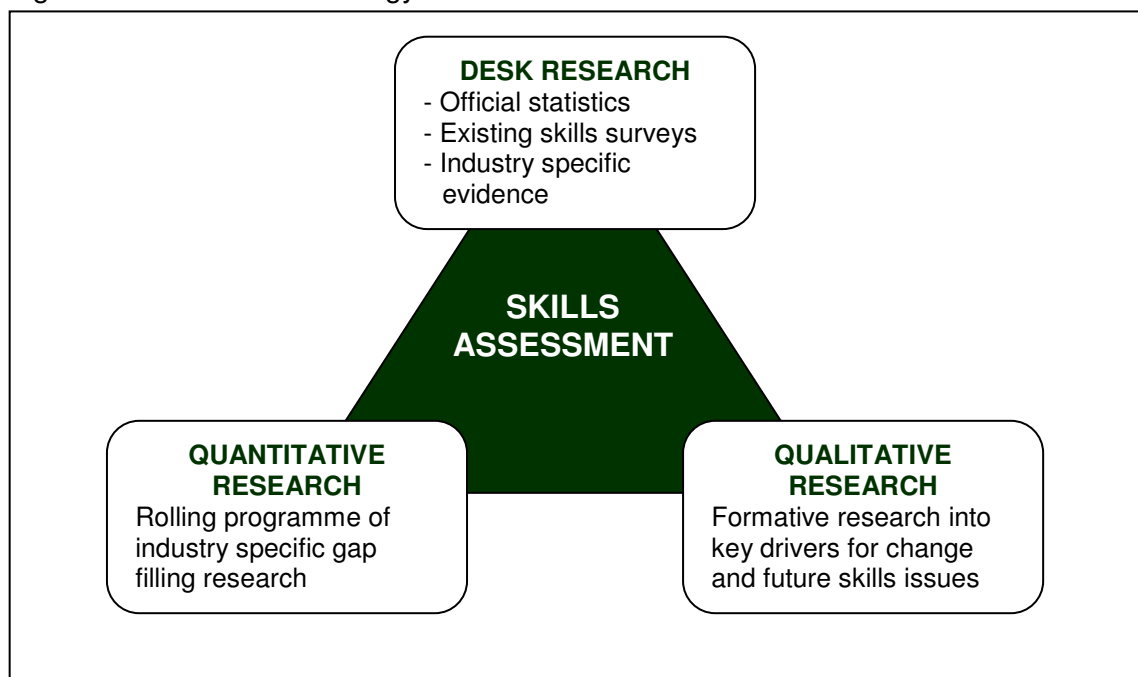 DESK RESEARCH
- Official statistics
- Existing skills surveys
- Industry specific
evidence
SKILLS
ASSESSMENT
QUANTITATIVE
RESEARCH
Rolling programme of
industry specific gap
filling research
QUALITATIVE
RESEARCH
Formative research into
key drivers for change
and future skills issues